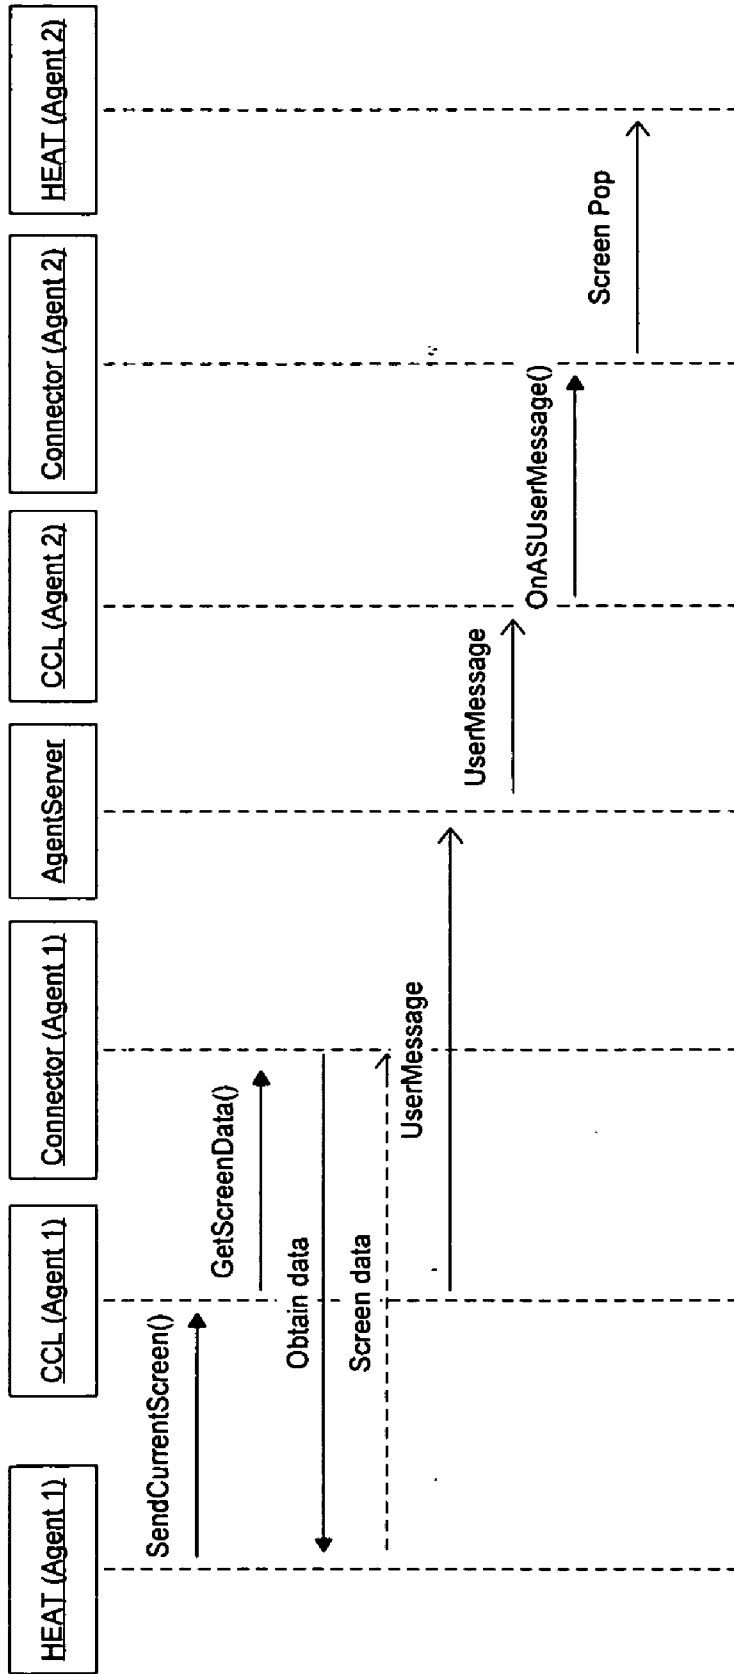 HEAT (Agent 1)
CCL (Agent 1)
Connector (Agent 1)
AgentServer
CCL (Agent 2)
Connector (Agent 2)
HEAT (Agent 2)
SendCurrentScreen()
GetScreenData()
Obtain data
Screen data
UserMessage
UserMessage
OnASUserMessage()
Screen Pop